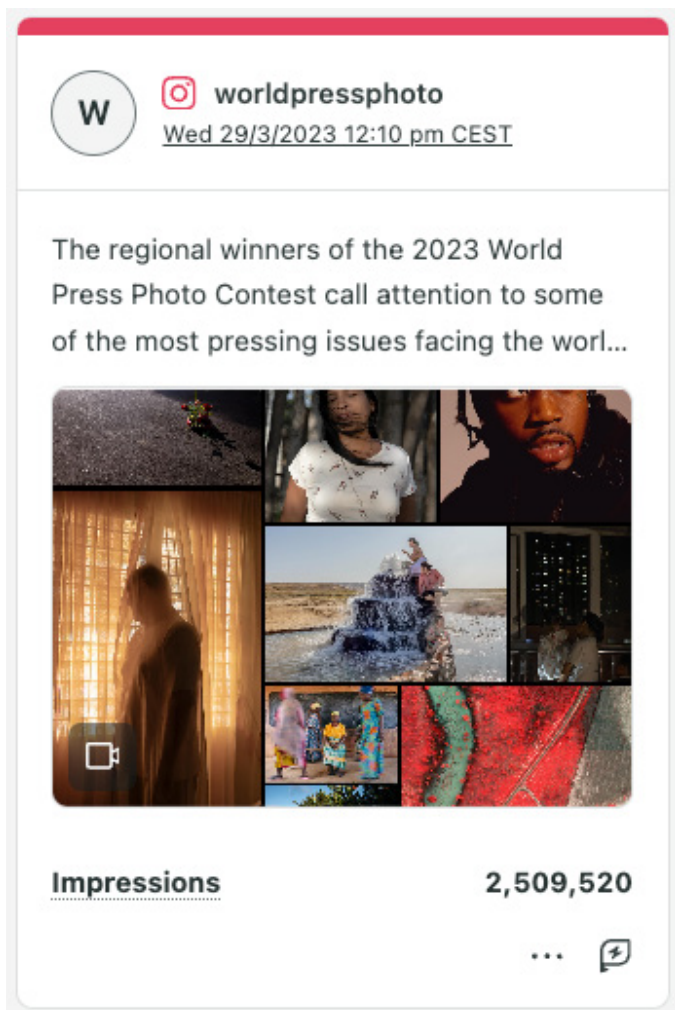 W
worldpressphoto
Wed 29/3/2023 12:10 pm CEST
The regional winners of the 2023 World
Press Photo Contest call attention to some
of the most pressing issues facing the worl...
Impressions 2,509,520